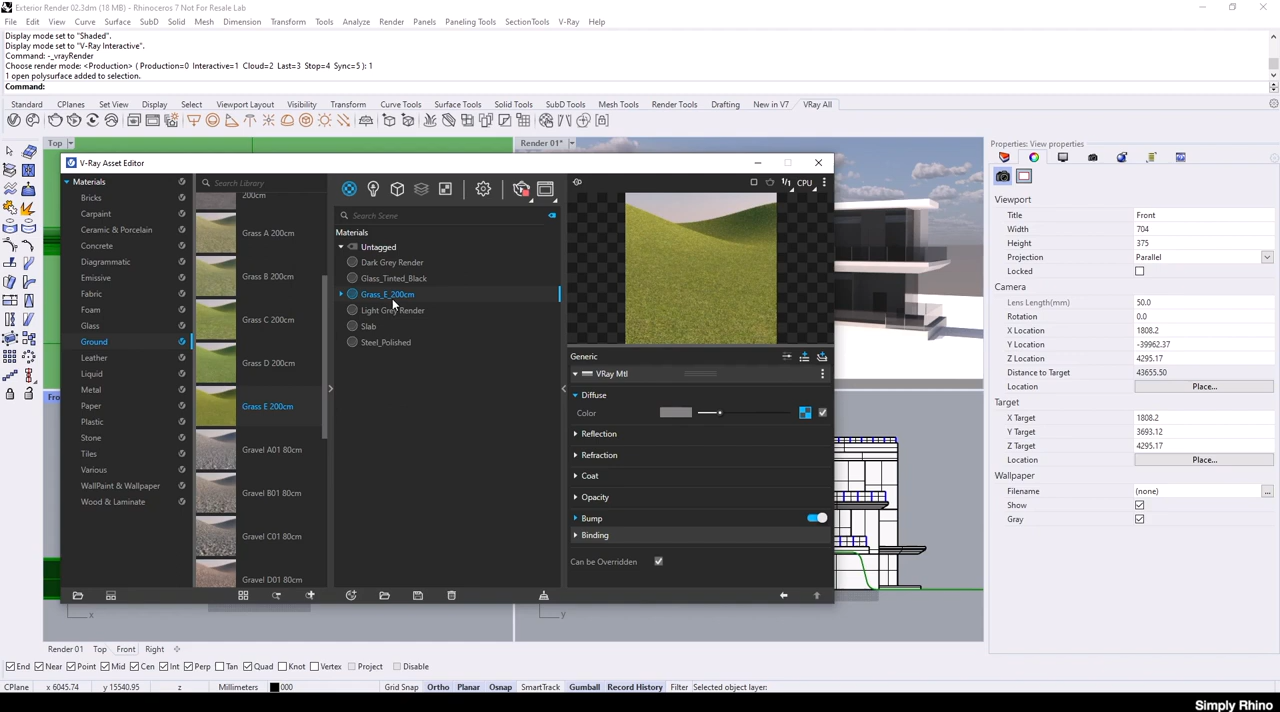 Exterior Render 02.3dm (18 MB) - Rhinoceros 7 Not For Resale Lab
File Edit View Curve Surface SubD Solid Mesh Dimension Transform Tools Analyze Render Panels Paneling Tools SectionTools V-Ray Help
Display mode set to "Shaded".
Display mode set to "V-Ray Interactive".
Command: -_vrayRender
Choose render mode: <Production> ( Production=0 Interactive=1 Cloud=2 Last=3 Stop=4 Sync=5 ): 1
1 open polysurface added to selection.
Command:
Standard CPlanes Set View Display Select Viewport Layout Visibility Transform Curve Tools Surface Tools Solid Tools SubD Tools Mesh Tools Render Tools Drafting New in V7 VRay All
Top
Render 01*
Properties: View properties
V-Ray Asset Editor
Materials
Bricks
Carpaint
Ceramic & Porcelain
Concrete
Diagrammatic
Emissive
Fabric
Foam
Glass
Ground
Leather
Liquid
Metal
Paper
Plastic
Stone
Tiles
Various
WallPaint & Wallpaper
Wood & Laminate
Search Library
200cm
Grass A 200cm
Grass B 200cm
Grass C 200cm
Grass D 200cm
Grass E 200cm
Gravel A01 80cm
Gravel B01 80cm
Gravel C01 80cm
Gravel D01 80cm
Search Scene
Materials
Untagged
Dark Grey Render
Glass_Tinted_Black
Grass_E_200cm
Light Grey Render
Slab
Steel_Polished
1/1 CPU
Generic
VRay Mtl
Diffuse
Color
Reflection
Refraction
Coat
Opacity
Bump
Binding
Can be Overridden
Viewport
Title Front
Width 704
Height 375
Projection Parallel
Locked
Camera
Lens Length(mm) 50.0
Rotation 0.0
X Location 1808.2
Y Location -39962.37
Z Location 4295.17
Distance to Target 43655.50
Location Place...
Target
X Target 1808.2
Y Target 3693.12
Z Target 4295.17
Location Place...
Wallpaper
Filename (none) ...
Show
Gray
Fro
x
y
Render 01 Top Front Right
End Near Point Mid Cen Int Perp Tan Quad Knot Vertex Project Disable
CPlane x 6045.74 y 15540.95 z Millimeters 000 Grid Snap Ortho Planar Osnap SmartTrack Gumball Record History Filter Selected object layer:
Simply Rhino